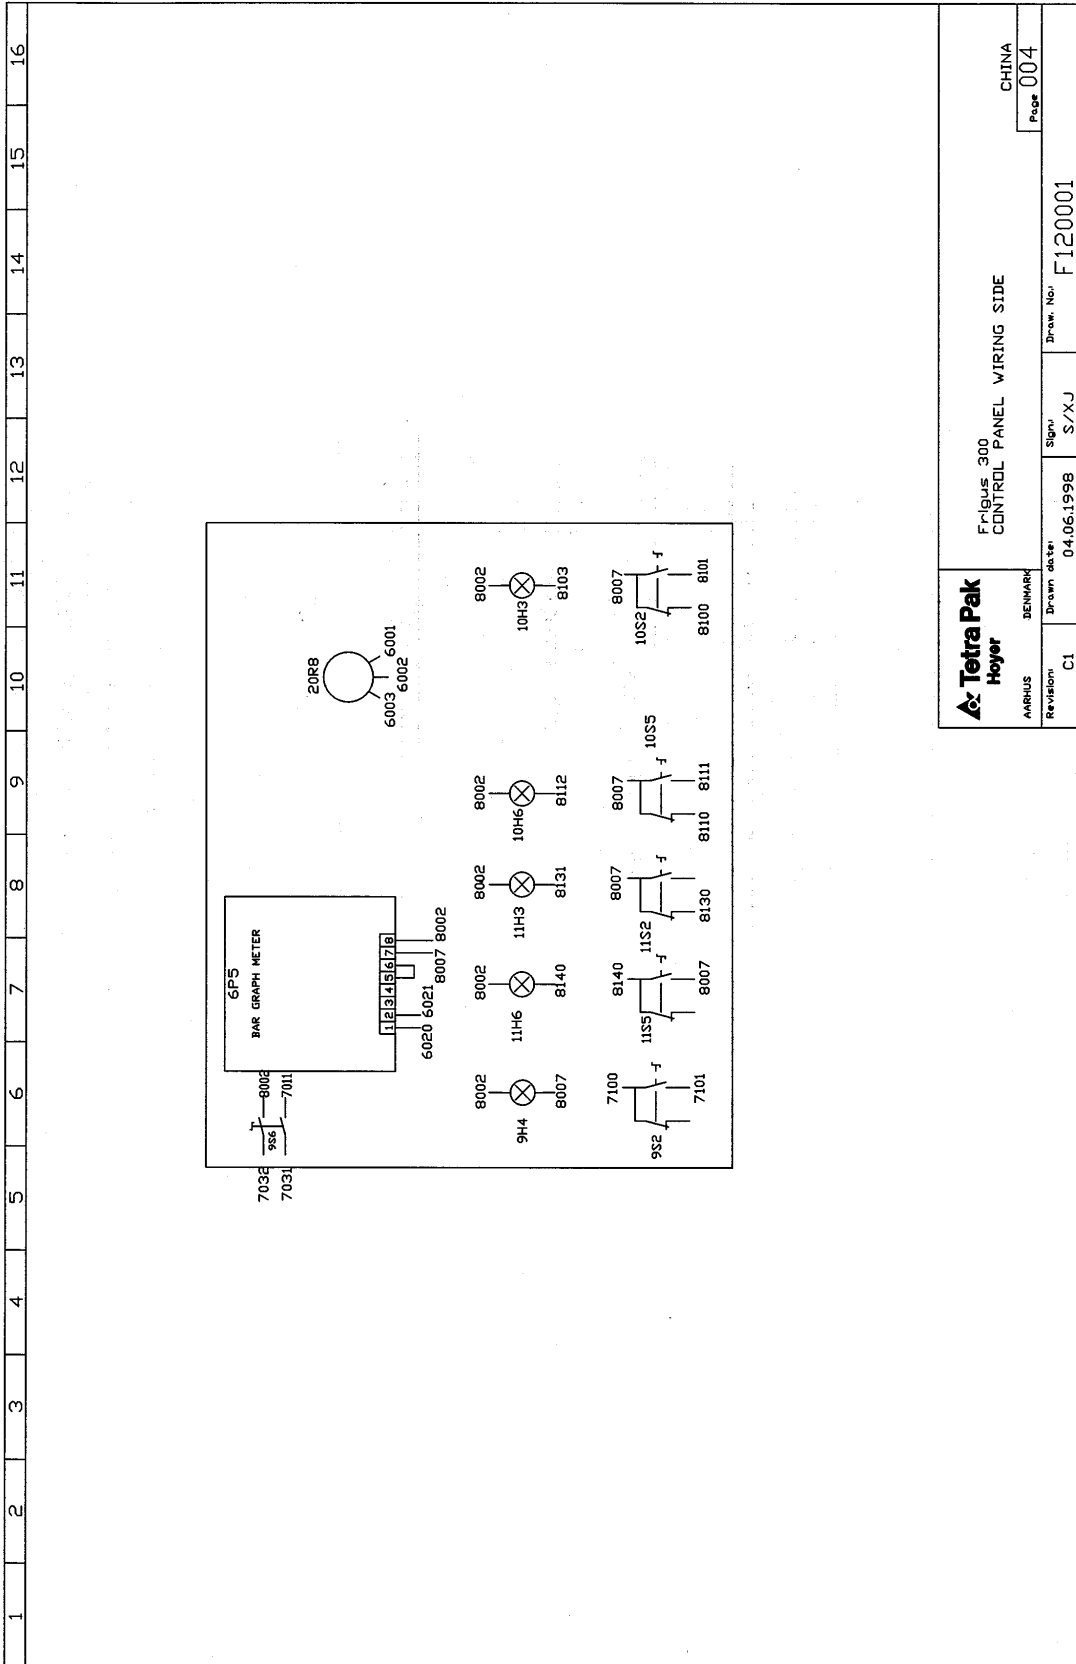 1 2 3 4 5 6 7 8 9 10 11 12 13 14 15 16
6P5
BAR GRAPH METER
1 2 3 4 5 6 7 8
6020 6021 8007 8002
7032 9S6 8002
7031 7011
20R8
6003 6002 6001
8002 8002 8002 8002 8002
9H4 11H6 11H3 10H6 10H3
8007 8140 8131 8112 8103
7100 8140 8007 8007 8007
9S2 11S5 11S2 10S5 10S2
7101 8007 8130 8110 8111 8100 8101
Tetra Pak
Hoyer
AARHUS DENMARK
Frigus 300
CONTROL PANEL WIRING SIDE
CHINA
Page 004
Revision: C1
Drawn date: 04.06.1998
Sign: S/XJ
Draw. No.: F120001